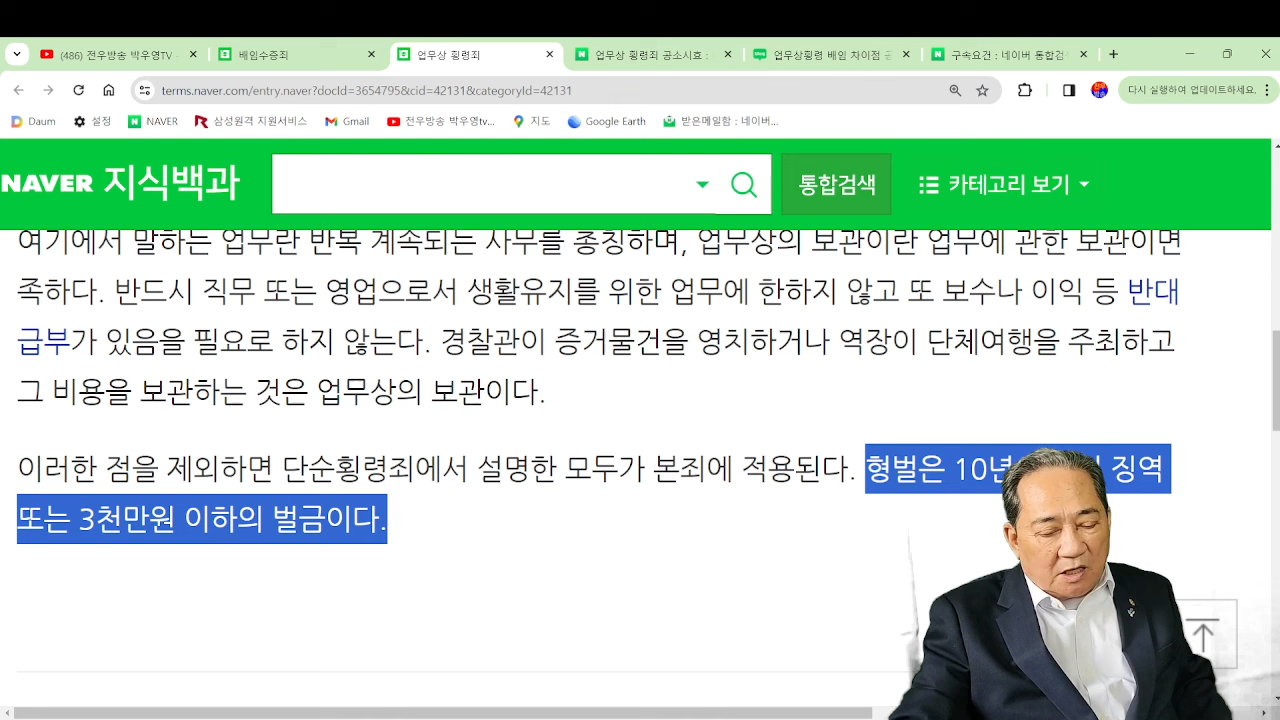 (486) 전우방송 박우영TV -
배임수증죄
업무상 횡령죄
업무상 횡령죄 공소시효 :
업무상횡령 배임 차이점 공
구속요건 : 네이버 통합검색
terms.naver.com/entry.naver?docId=3654795&cid=42131&categoryId=42131
다시 실행하여 업데이트하세요.
Daum 설정 NAVER 삼성원격 지원서비스 Gmail 전우방송 박우영tv... 지도 Google Earth 받은메일함 : 네이버...
NAVER 지식백과
통합검색
카테고리 보기
여기에서 말하는 업무란 반복 계속되는 사무를 총칭하며, 업무상의 보관이란 업무에 관한 보관이면
족하다. 반드시 직무 또는 영업으로서 생활유지를 위한 업무에 한하지 않고 또 보수나 이익 등 반대
급부가 있음을 필요로 하지 않는다. 경찰관이 증거물건을 영치하거나 역장이 단체여행을 주최하고
그 비용을 보관하는 것은 업무상의 보관이다.
이러한 점을 제외하면 단순횡령죄에서 설명한 모두가 본죄에 적용된다. 형벌은 10년 징역
또는 3천만원 이하의 벌금이다.